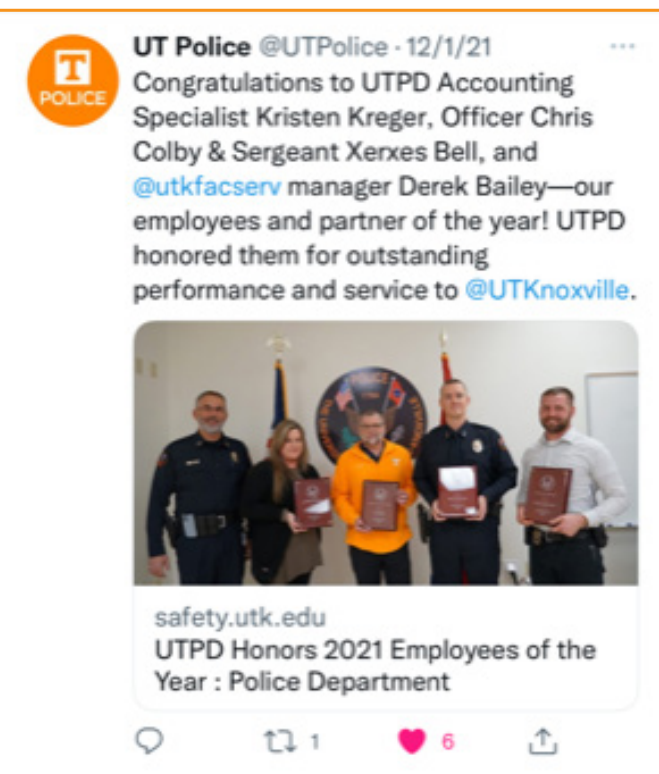 T
POLICE
UT Police @UTPolice · 12/1/21
Congratulations to UTPD Accounting
Specialist Kristen Kreger, Officer Chris
Colby & Sergeant Xerxes Bell, and
@utkfacserv manager Derek Bailey—our
employees and partner of the year! UTPD
honored them for outstanding
performance and service to @UTKnoxville.
POLICE
safety.utk.edu
UTPD Honors 2021 Employees of the
Year : Police Department
1
6